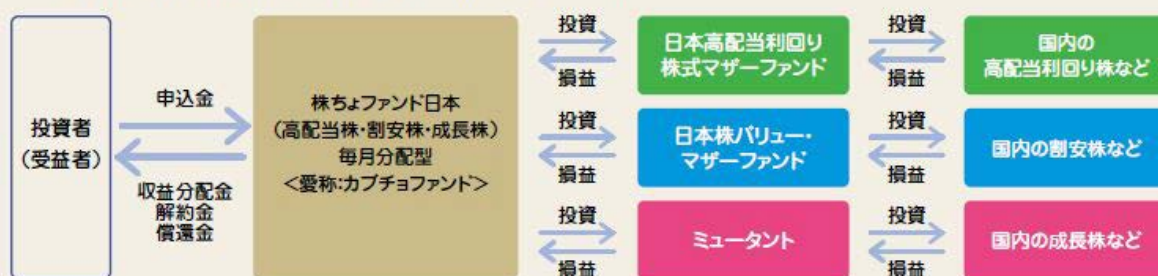 投資者
（受益者）
申込金
収益分配金
解約金
償還金
株ちょファンド日本
（高配当株・割安株・成長株）
毎月分配型
＜愛称：カブチョファンド＞
投資
損益
日本高配当利回り
株式マザーファンド
投資
損益
国内の
高配当利回り株など
投資
損益
日本株バリュー・
マザーファンド
投資
損益
国内の割安株など
投資
損益
ミュータント
投資
損益
国内の成長株など